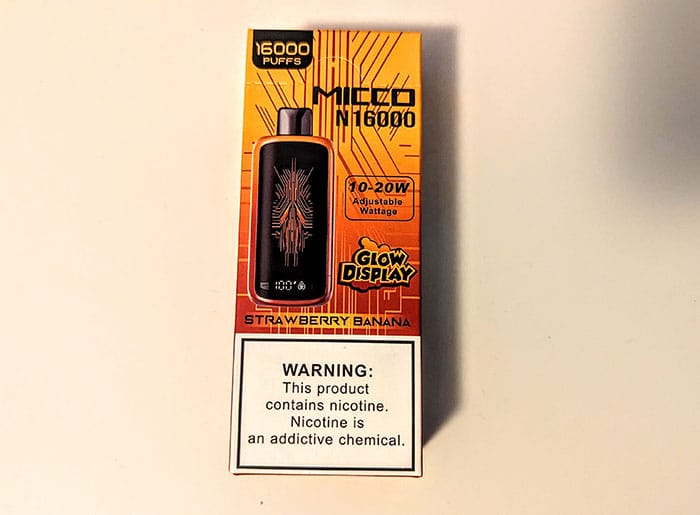 16000
PUFFS
MICCO
N16000
10-20W
Adjustable
Wattage
GLOW
DISPLAY
100%
STRAWBERRY BANANA
WARNING:
This product
contains nicotine.
Nicotine is
an addictive chemical.